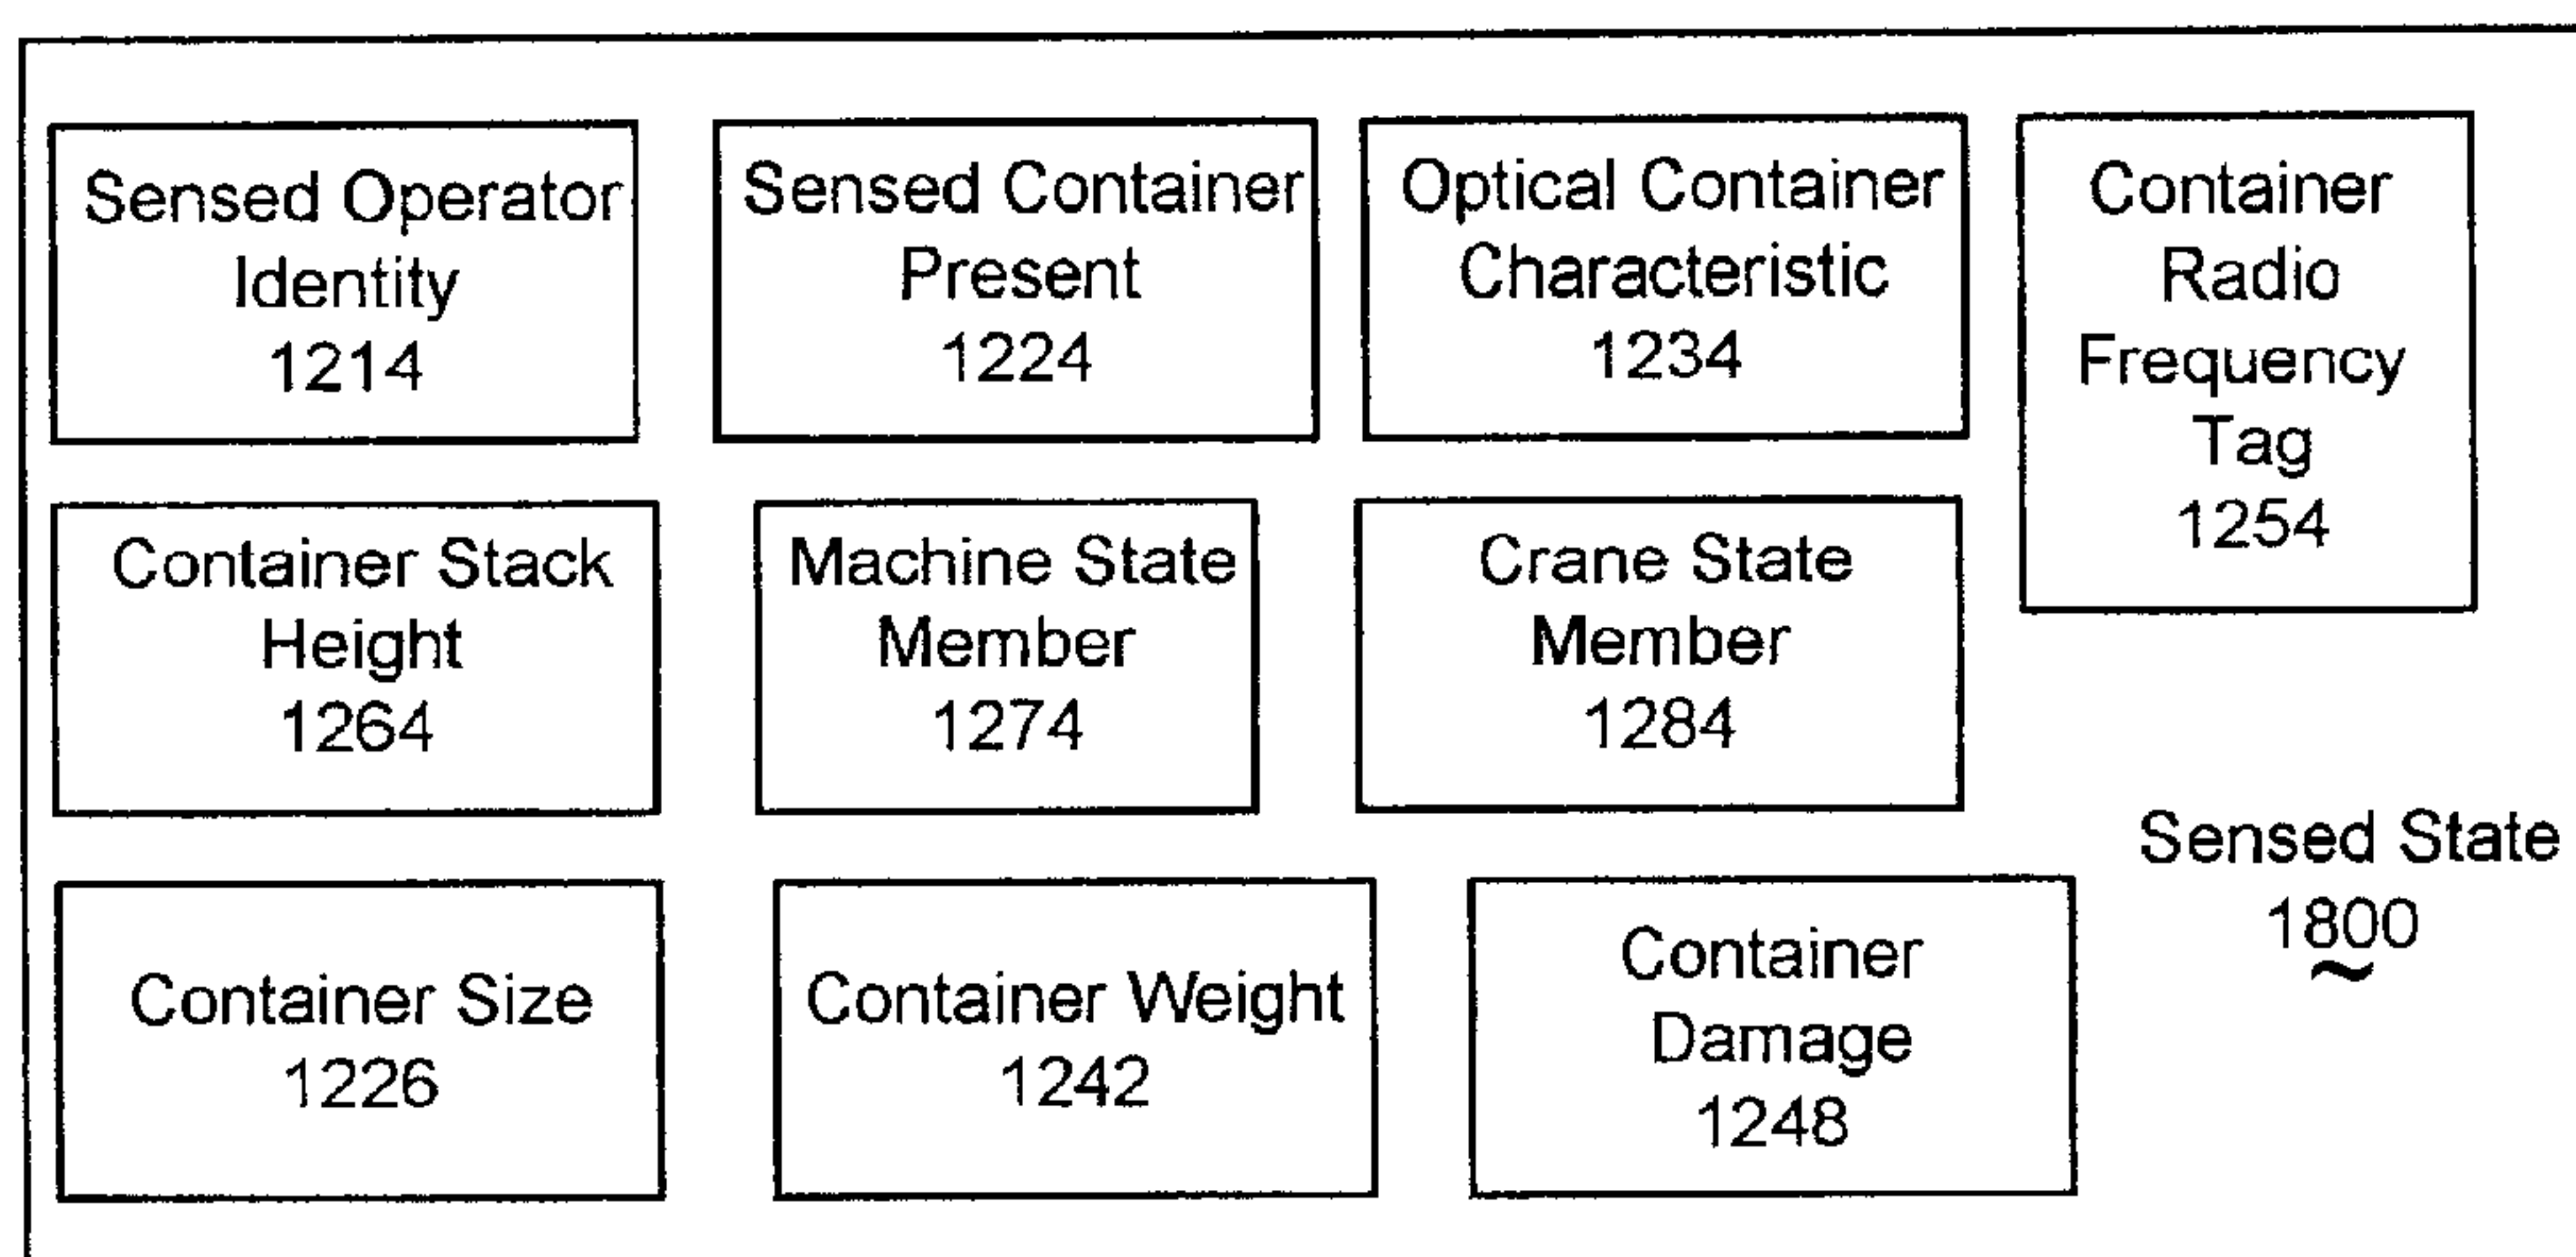 Sensed Operator
Identity
1214
Sensed Container
Present
1224
Optical Container
Characteristic
1234
Container
Radio
Frequency
Tag
1254
Container Stack
Height
1264
Machine State
Member
1274
Crane State
Member
1284
Sensed State
1800
~
Container Size
1226
Container Weight
1242
Container
Damage
1248